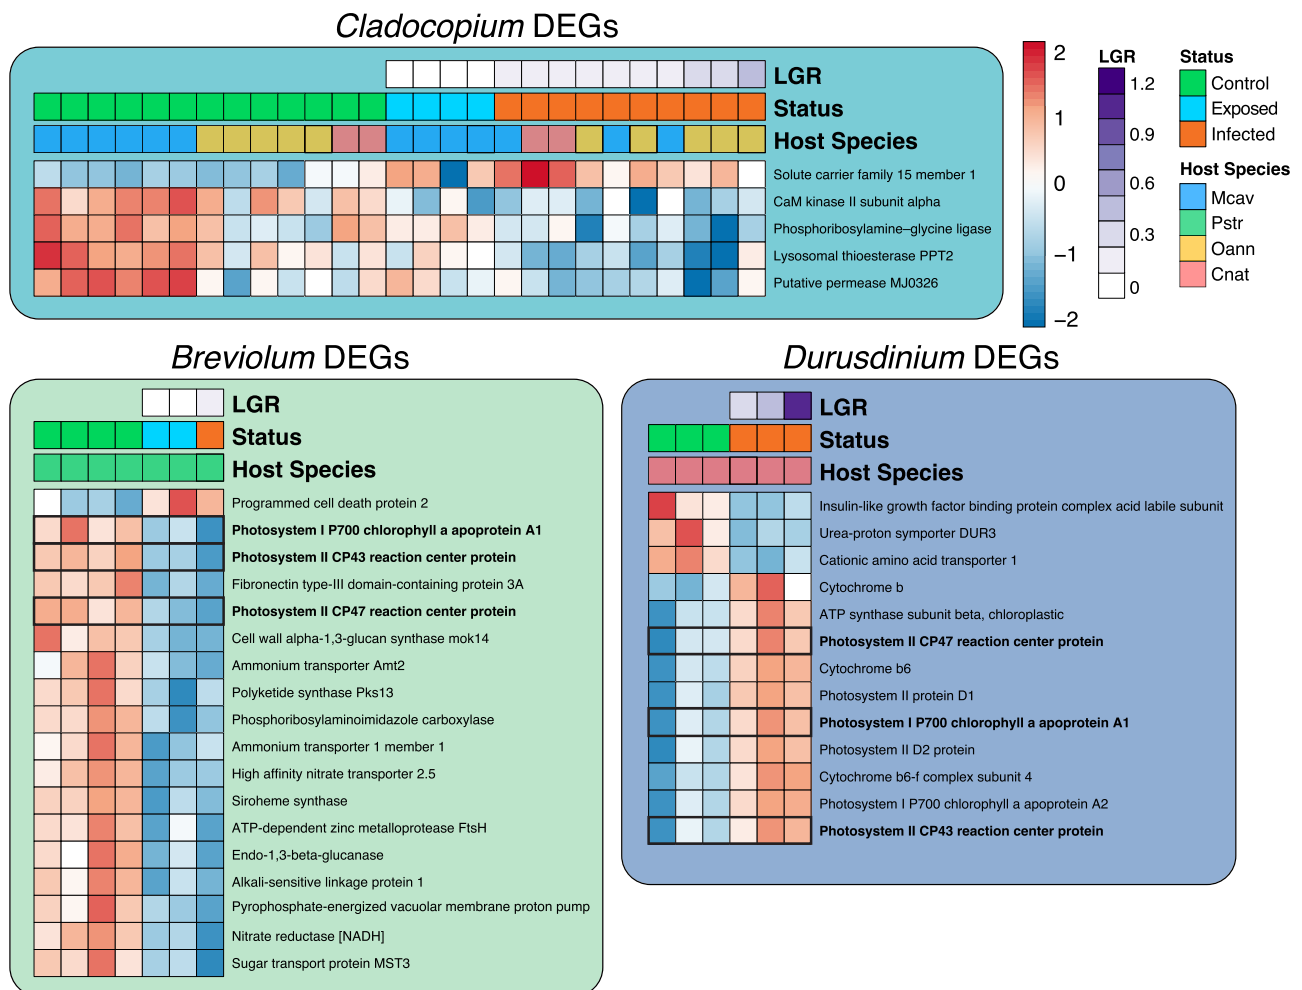 Cladocopium DEGs
LGR
Status
Host Species
Solute carrier family 15 member 1
CaM kinase II subunit alpha
Phosphoribosylamine–glycine ligase
Lysosomal thioesterase PPT2
Putative permease MJ0326
2
1
0
−1
−2
LGR
1.2
0.9
0.6
0.3
0
Status
Control
Exposed
Infected
Host Species
Mcav
Pstr
Oann
Cnat
Breviolum DEGs
LGR
Status
Host Species
Programmed cell death protein 2
Photosystem I P700 chlorophyll a apoprotein A1
Photosystem II CP43 reaction center protein
Fibronectin type-III domain-containing protein 3A
Photosystem II CP47 reaction center protein
Cell wall alpha-1,3-glucan synthase mok14
Ammonium transporter Amt2
Polyketide synthase Pks13
Phosphoribosylaminoimidazole carboxylase
Ammonium transporter 1 member 1
High affinity nitrate transporter 2.5
Siroheme synthase
ATP-dependent zinc metalloprotease FtsH
Endo-1,3-beta-glucanase
Alkali-sensitive linkage protein 1
Pyrophosphate-energized vacuolar membrane proton pump
Nitrate reductase [NADH]
Sugar transport protein MST3
Durusdinium DEGs
LGR
Status
Host Species
Insulin-like growth factor binding protein complex acid labile subunit
Urea-proton symporter DUR3
Cationic amino acid transporter 1
Cytochrome b
ATP synthase subunit beta, chloroplastic
Photosystem II CP47 reaction center protein
Cytochrome b6
Photosystem II protein D1
Photosystem I P700 chlorophyll a apoprotein A1
Photosystem II D2 protein
Cytochrome b6-f complex subunit 4
Photosystem I P700 chlorophyll a apoprotein A2
Photosystem II CP43 reaction center protein